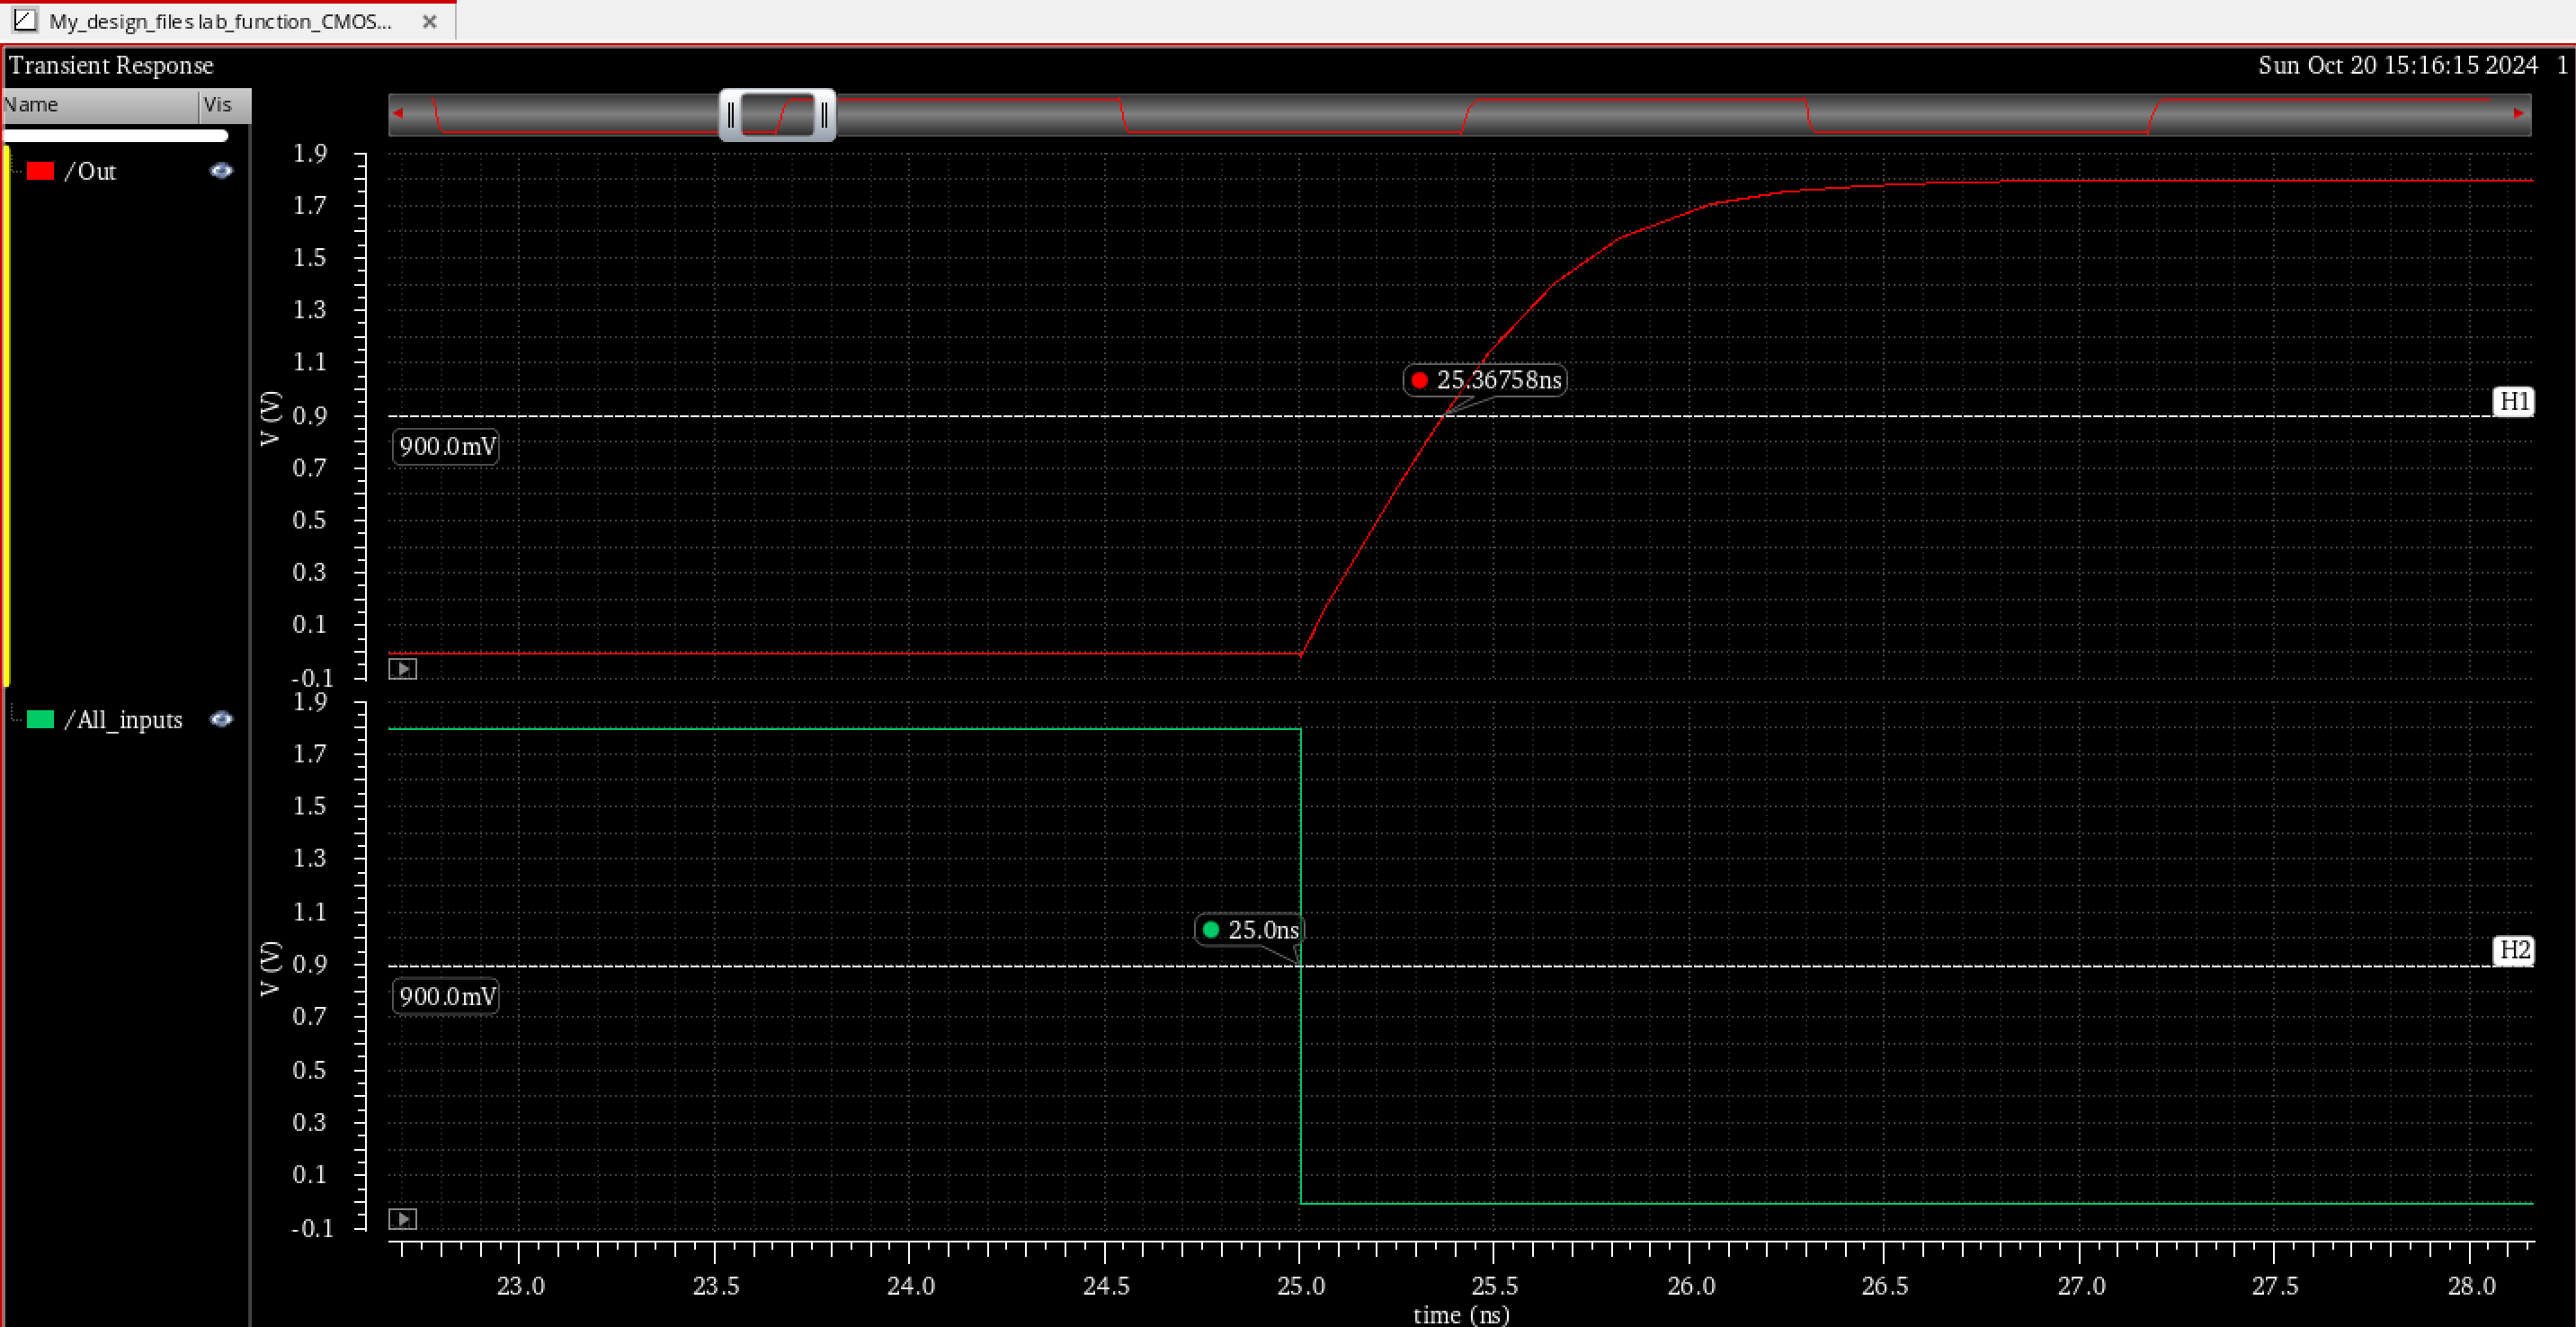 My_design_files lab_function_CMOS...
Transient Response
Sun Oct 20 15:16:15 2024 1
Name Vis
/Out
1.9
1.7
1.5
1.3
1.1
0.9
0.7
0.5
0.3
0.1
-0.1
V (V)
25.36758ns
H1
900.0mV
/All_inputs
1.9
1.7
1.5
1.3
1.1
0.9
0.7
0.5
0.3
0.1
-0.1
V (V)
25.0ns
H2
900.0mV
23.0 23.5 24.0 24.5 25.0 25.5 26.0 26.5 27.0 27.5 28.0
time (ns)